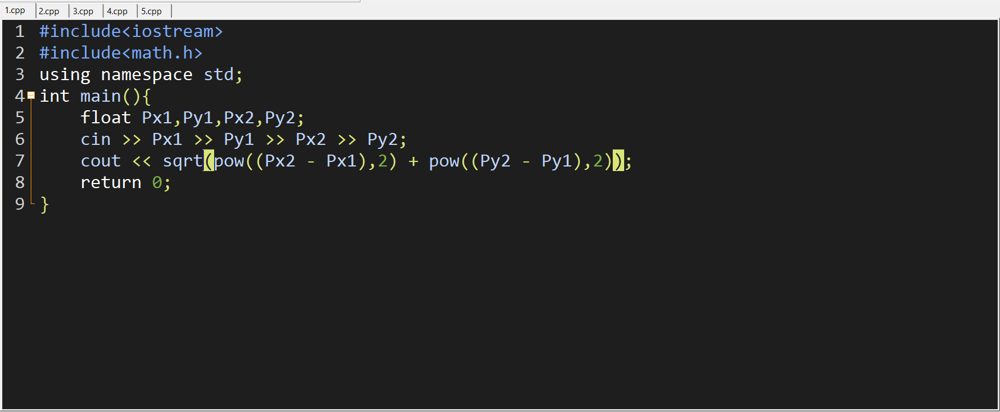 1.cpp 2.cpp 3.cpp 4.cpp 5.cpp
1 #include<iostream>
2 #include<math.h>
3 using namespace std;
4 int main(){
5     float Px1,Py1,Px2,Py2;
6     cin >> Px1 >> Py1 >> Px2 >> Py2;
7     cout << sqrt(pow((Px2 - Px1),2) + pow((Py2 - Py1),2));
8     return 0;
9 }